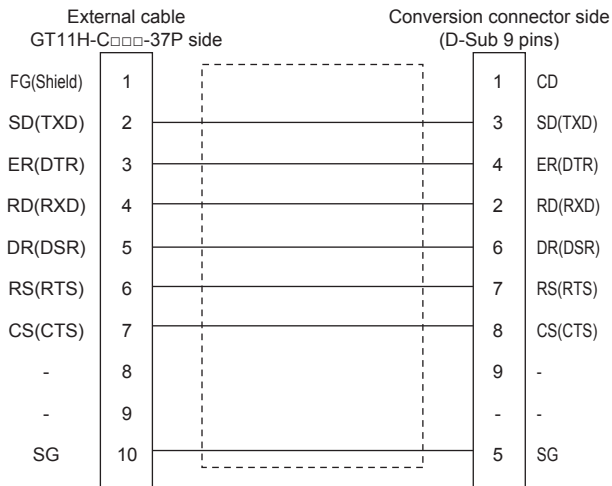 External cable Conversion connector side
GT11H-C□□□-37P side (D-Sub 9 pins)
FG(Shield) 1 1 CD
SD(TXD) 2 3 SD(TXD)
ER(DTR) 3 4 ER(DTR)
RD(RXD) 4 2 RD(RXD)
DR(DSR) 5 6 DR(DSR)
RS(RTS) 6 7 RS(RTS)
CS(CTS) 7 8 CS(CTS)
- 8 9 -
- 9 - -
SG 10 5 SG